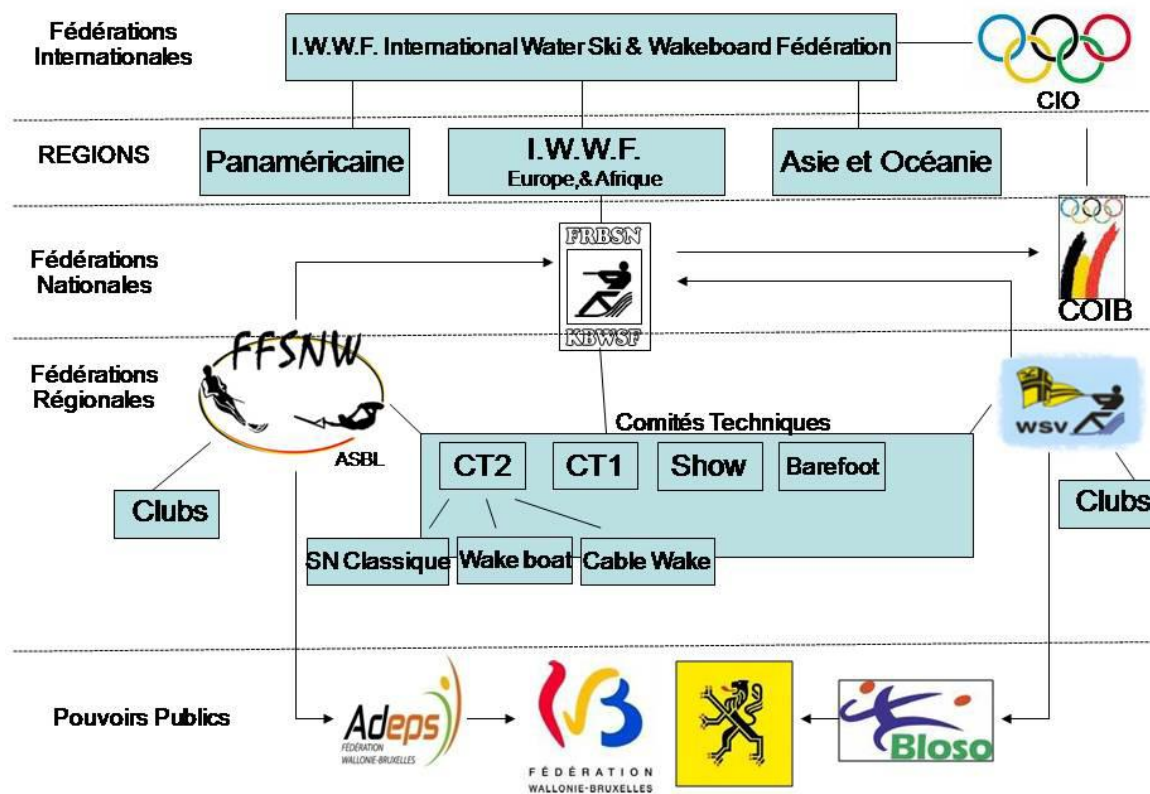 Fédérations
Internationales
I.W.W.F. International Water Ski & Wakeboard Fédération
CIO
REGIONS
Panaméricaine
I.W.W.F.
Europe,& Afrique
Asie et Océanie
Fédérations
Nationales
FRBSN
KBWSF
COIB
Fédérations
Régionales
FFSNW
ASBL
Comités Techniques
WSV
CT2
CT1
Show
Barefoot
Clubs
Clubs
SN Classique
Wake boat
Cable Wake
Pouvoirs Publics
Adeps
FÉDÉRATION
WALLONIE-BRUXELLES
FÉDÉRATION
WALLONIE-BRUXELLES
Bloso